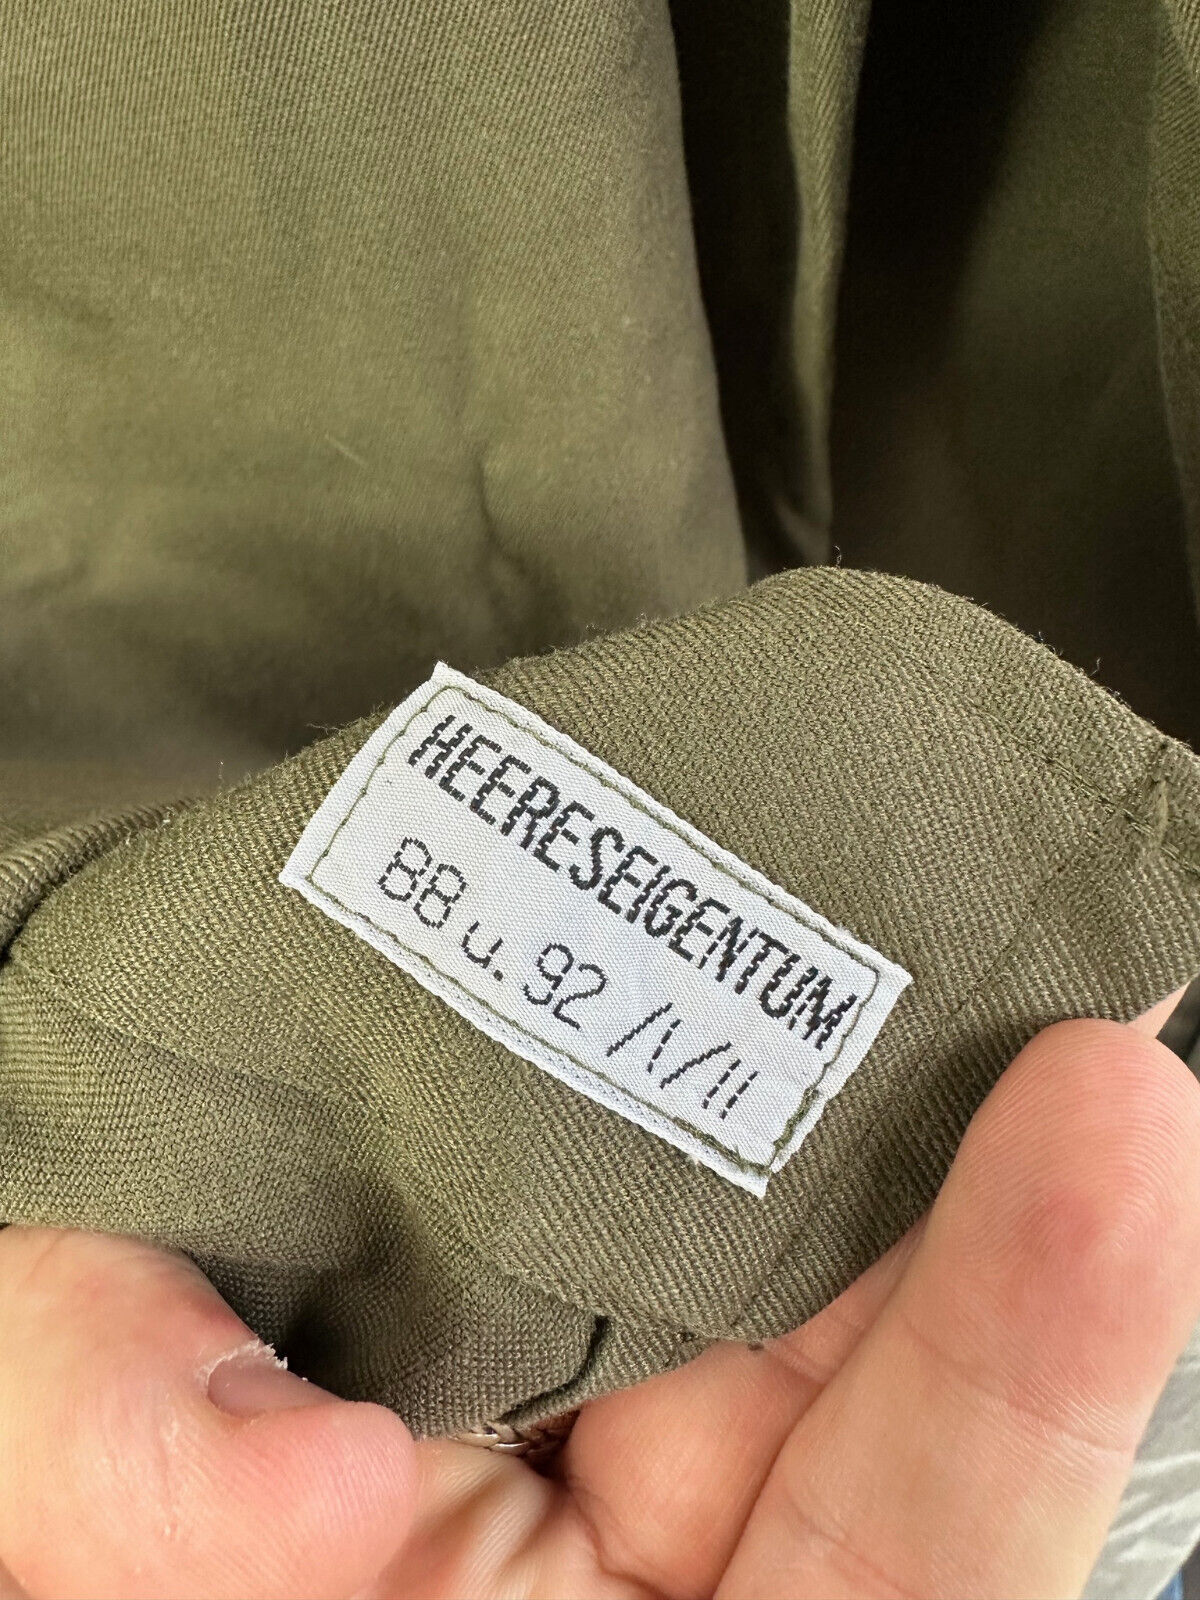 HEERESEIGENTUM
88 u. 92 /I/II